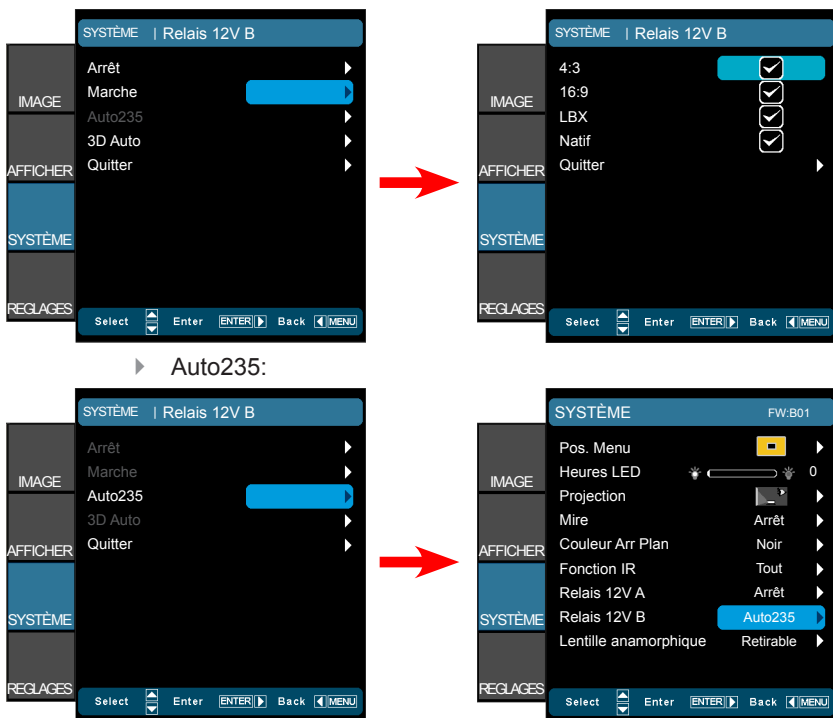 SYSTÈME | Relais 12V B
IMAGE
AFFICHER
SYSTÈME
REGLAGES
Arrêt
Marche
Auto235
3D Auto
Quitter
Select Enter ENTER Back MENU
SYSTÈME | Relais 12V B
IMAGE
AFFICHER
SYSTÈME
REGLAGES
4:3
16:9
LBX
Natif
Quitter
Select Enter ENTER Back MENU
Auto235:
SYSTÈME | Relais 12V B
IMAGE
AFFICHER
SYSTÈME
REGLAGES
Arrêt
Marche
Auto235
3D Auto
Quitter
Select Enter ENTER Back MENU
SYSTÈME FW:B01
IMAGE
AFFICHER
SYSTÈME
REGLAGES
Pos. Menu
Heures LED 0
Projection
Mire Arrêt
Couleur Arr Plan Noir
Fonction IR Tout
Relais 12V A Arrêt
Relais 12V B Auto235
Lentille anamorphique Retirable
Select Enter ENTER Back MENU